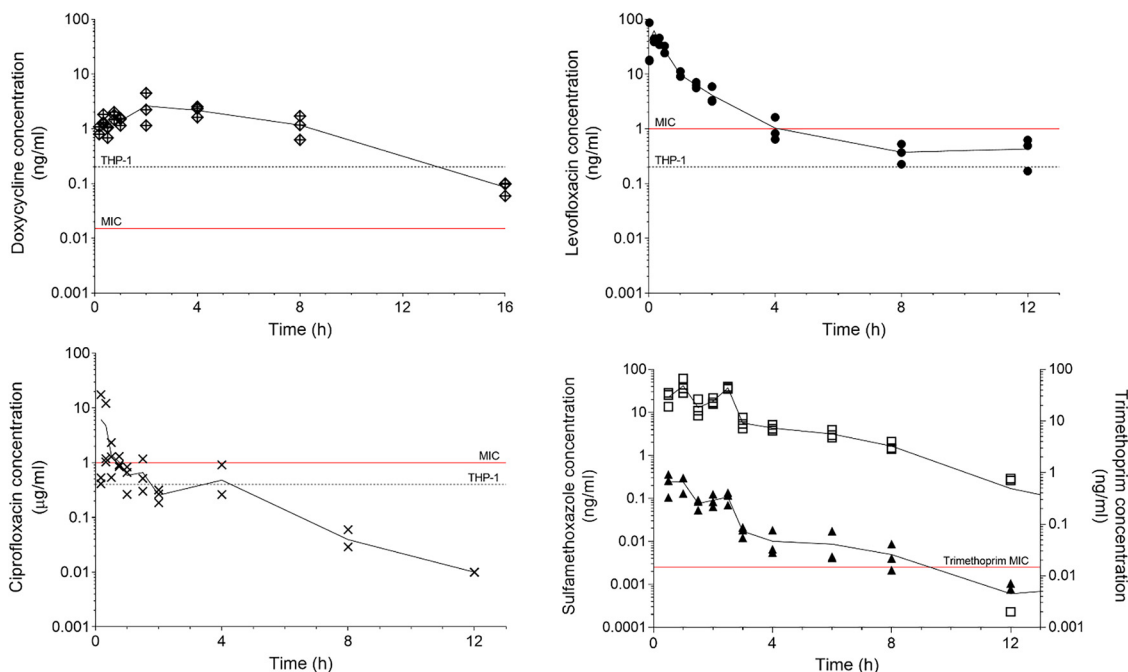 100
10
1
0.1
0.01
0.001
Doxycycline concentration
(ng/ml)
THP-1
MIC
0 4 8 12 16
Time (h)
100
10
1
0.1
0.01
0.001
Levofloxacin concentration
(ng/ml)
MIC
THP-1
0 4 8 12
Time (h)
100
10
1
0.1
0.01
0.001
Ciprofloxacin concentration
(µg/ml)
MIC
THP-1
0 4 8 12
Time (h)
100
10
1
0.1
0.01
0.001
0.0001
Sulfamethoxazole concentration
(ng/ml)
Trimethoprim MIC
100
10
1
0.1
0.01
0.001
Trimethoprim concentration
(ng/ml)
0 4 8 12
Time (h)